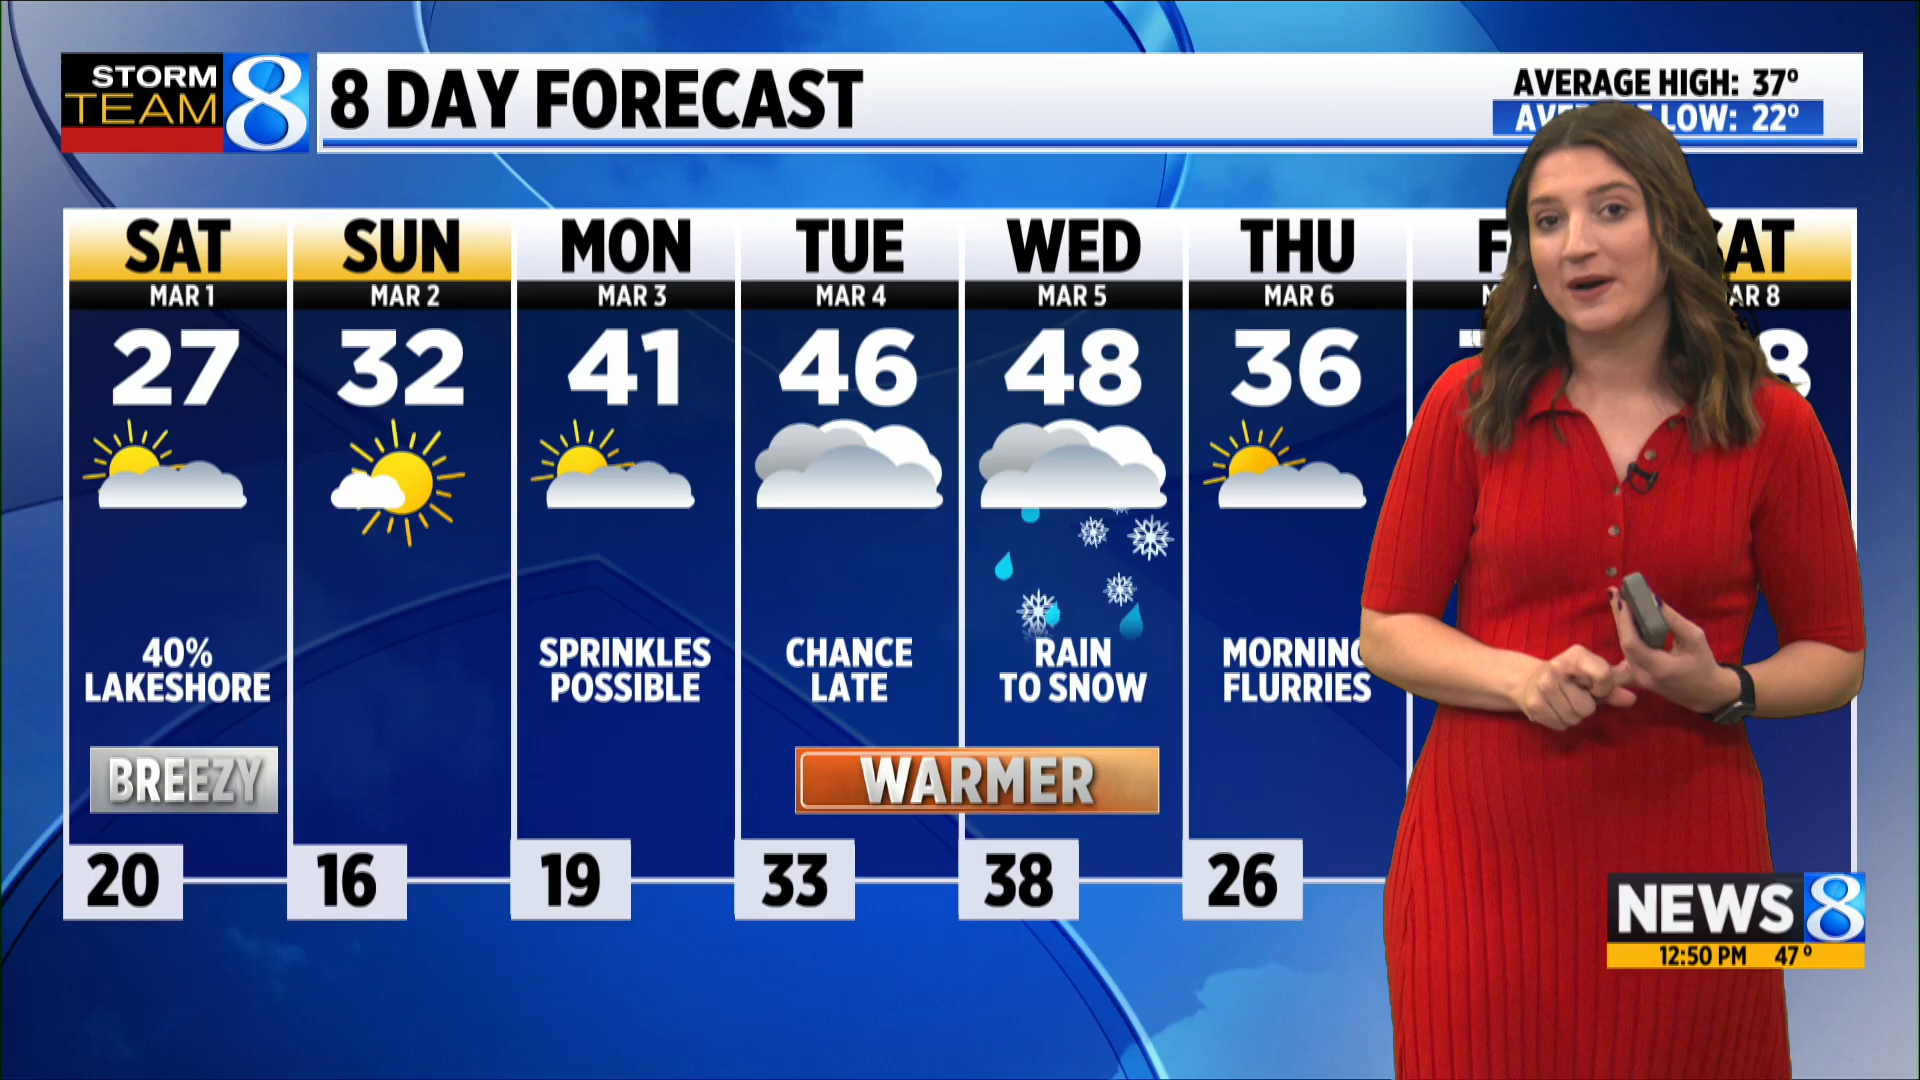 STORM
TEAM 8
8 DAY FORECAST
AVERAGE HIGH: 37°
LOW: 22°
SAT
MAR 1
27
40%
LAKESHORE
BREEZY
20
SUN
MAR 2
32
16
MON
MAR 3
41
SPRINKLES
POSSIBLE
19
TUE
MAR 4
46
CHANCE
LATE
33
WED
MAR 5
48
RAIN
TO SNOW
38
WARMER
THU
MAR 6
36
MORNING
FLURRIES
26
SAT
MAR 8
NEWS 8
12:50 PM 47°